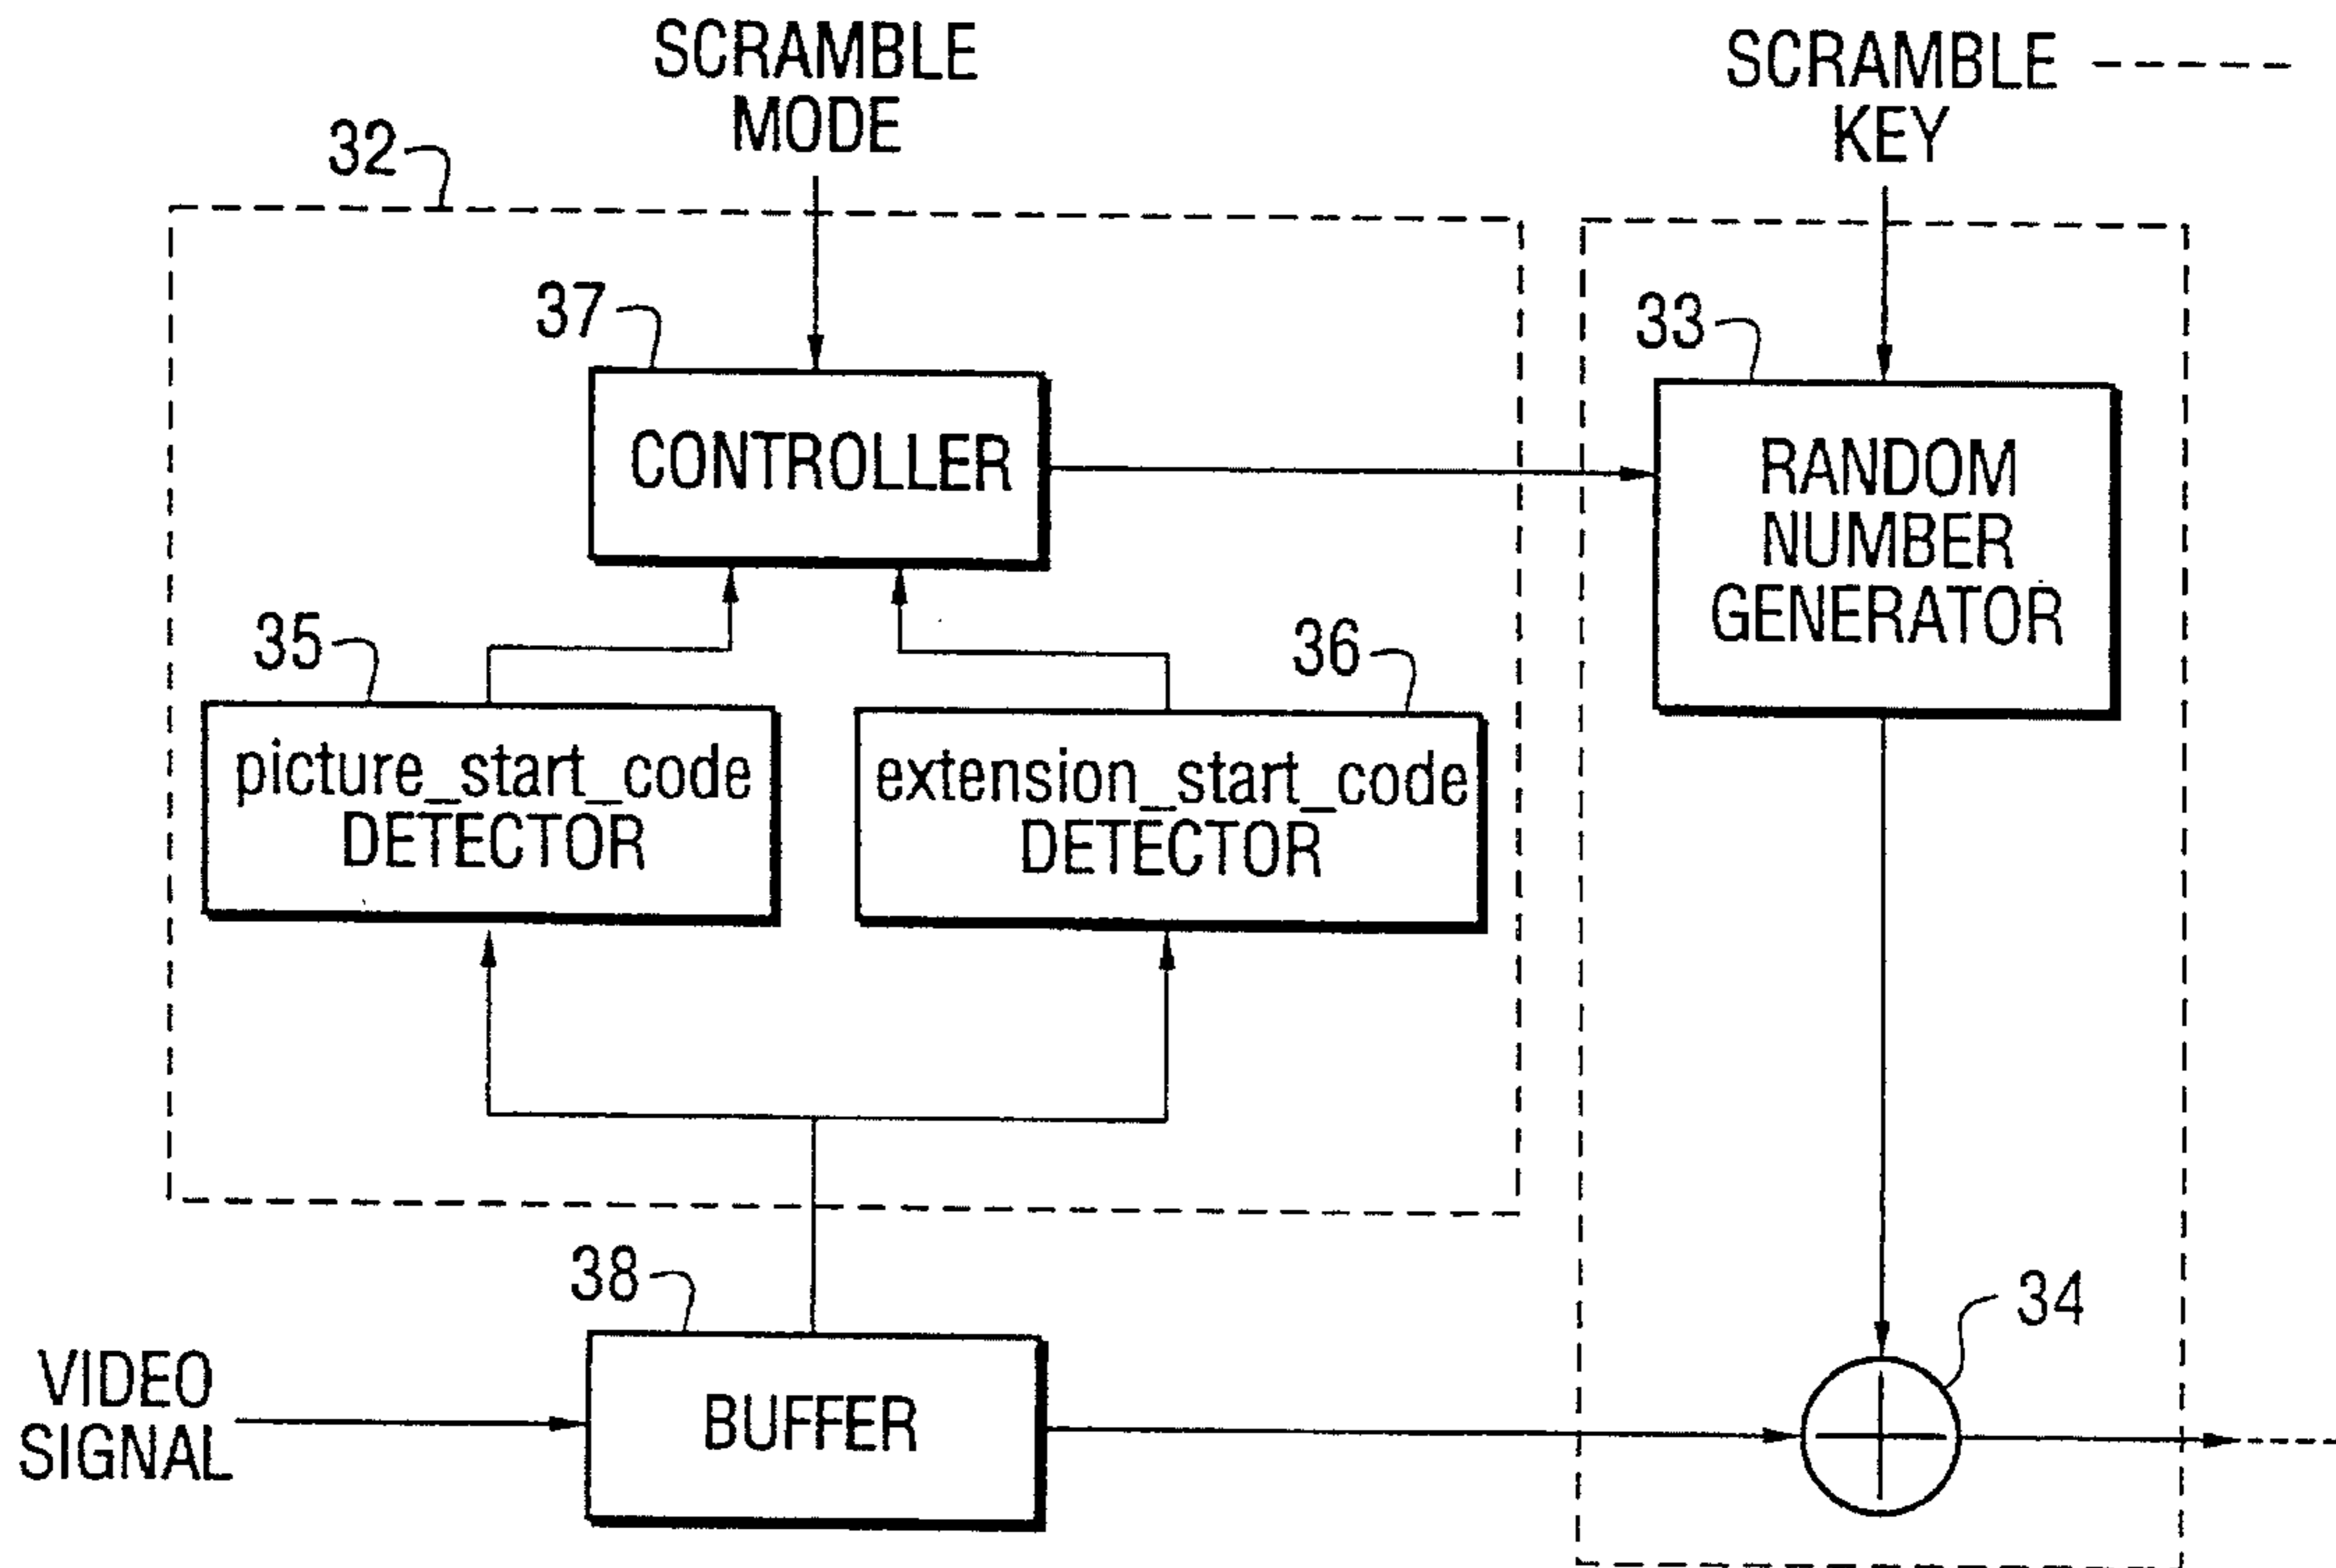 SCRAMBLE
MODE
SCRAMBLE
KEY
32
37
33
CONTROLLER
RANDOM
NUMBER
GENERATOR
35
36
picture_start_code
DETECTOR
extension_start_code
DETECTOR
38
34
VIDEO
SIGNAL
BUFFER